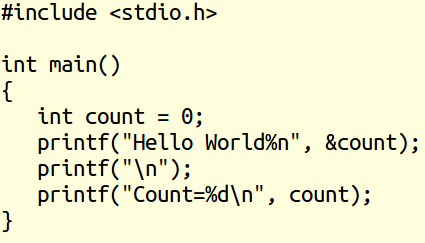 #include <stdio.h>
int main()
{
int count = 0;
printf("Hello World%n", &count);
printf("\n");
printf("Count=%d\n", count);
}